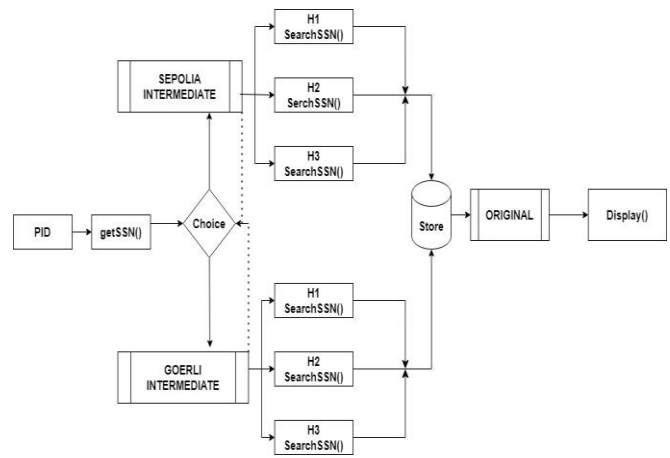 H1
SearchSSN()
SEPOLIA
INTERMEDIATE
H2
SerchSSN()
H3
SearchSSN()
PID
getSSN()
Choice
Store
ORIGINAL
Display()
H1
SearchSSN()
GOERLI
INTERMEDIATE
H2
SearchSSN()
H3
SearchSSN()